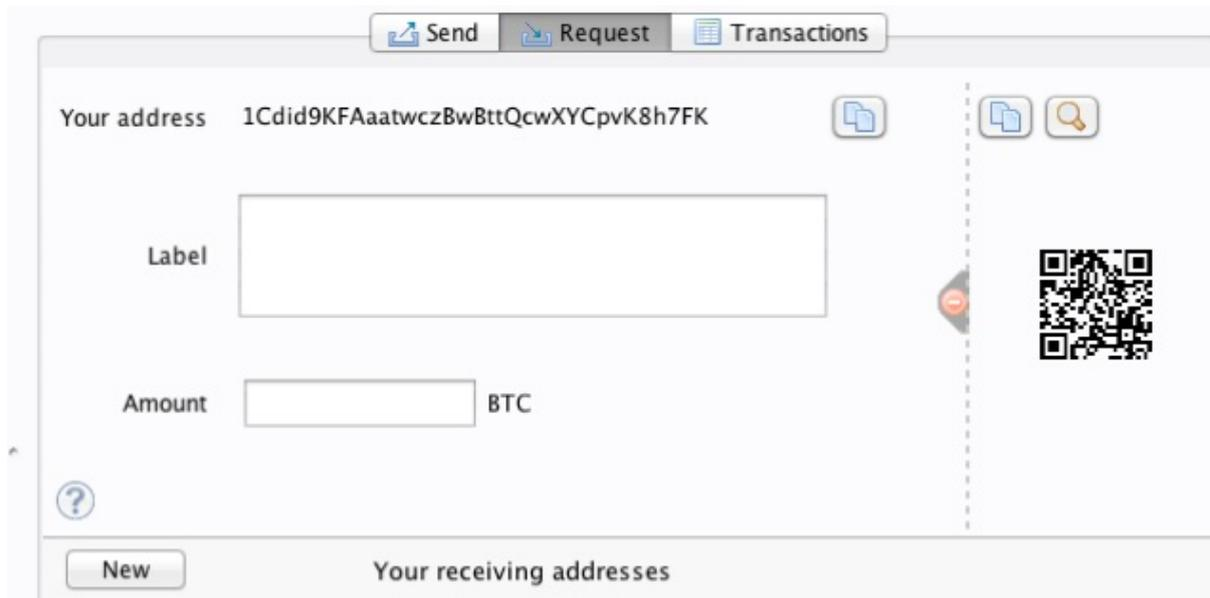 Send Request Transactions
Your address 1Cdid9KFAaatwczBwBttQcwXYCpvK8h7FK
Label
Amount BTC
?
New Your receiving addresses